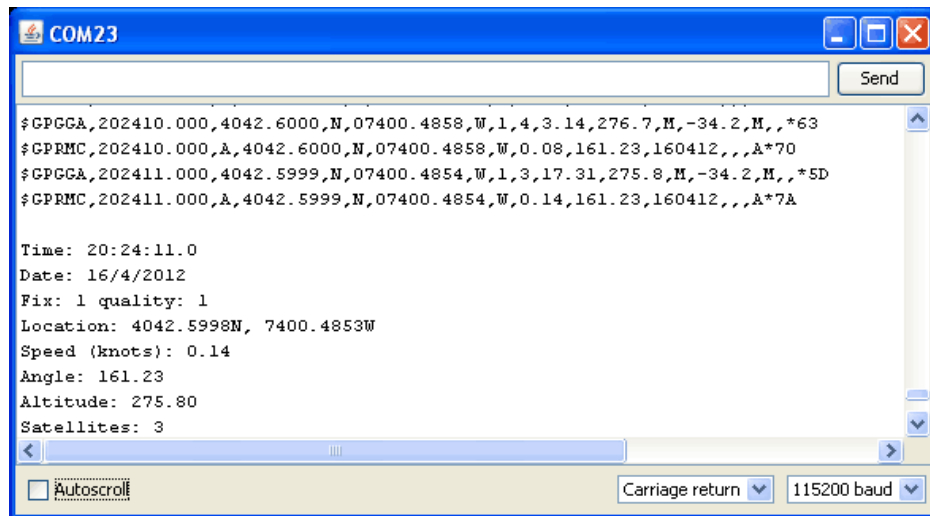 COM23
Send
$GPGGA,202410.000,4042.6000,N,07400.4858,W,1,4,3.14,276.7,M,-34.2,M,,*63
$GPRMC,202410.000,A,4042.6000,N,07400.4858,W,0.08,161.23,160412,,,A*70
$GPGGA,202411.000,4042.5999,N,07400.4854,W,1,3,17.31,275.8,M,-34.2,M,,*5D
$GPRMC,202411.000,A,4042.5999,N,07400.4854,W,0.14,161.23,160412,,,A*7A
Time: 20:24:11.0
Date: 16/4/2012
Fix: 1 quality: 1
Location: 4042.5998N, 7400.4853W
Speed (knots): 0.14
Angle: 161.23
Altitude: 275.80
Satellites: 3
Autoscroll Carriage return 115200 baud